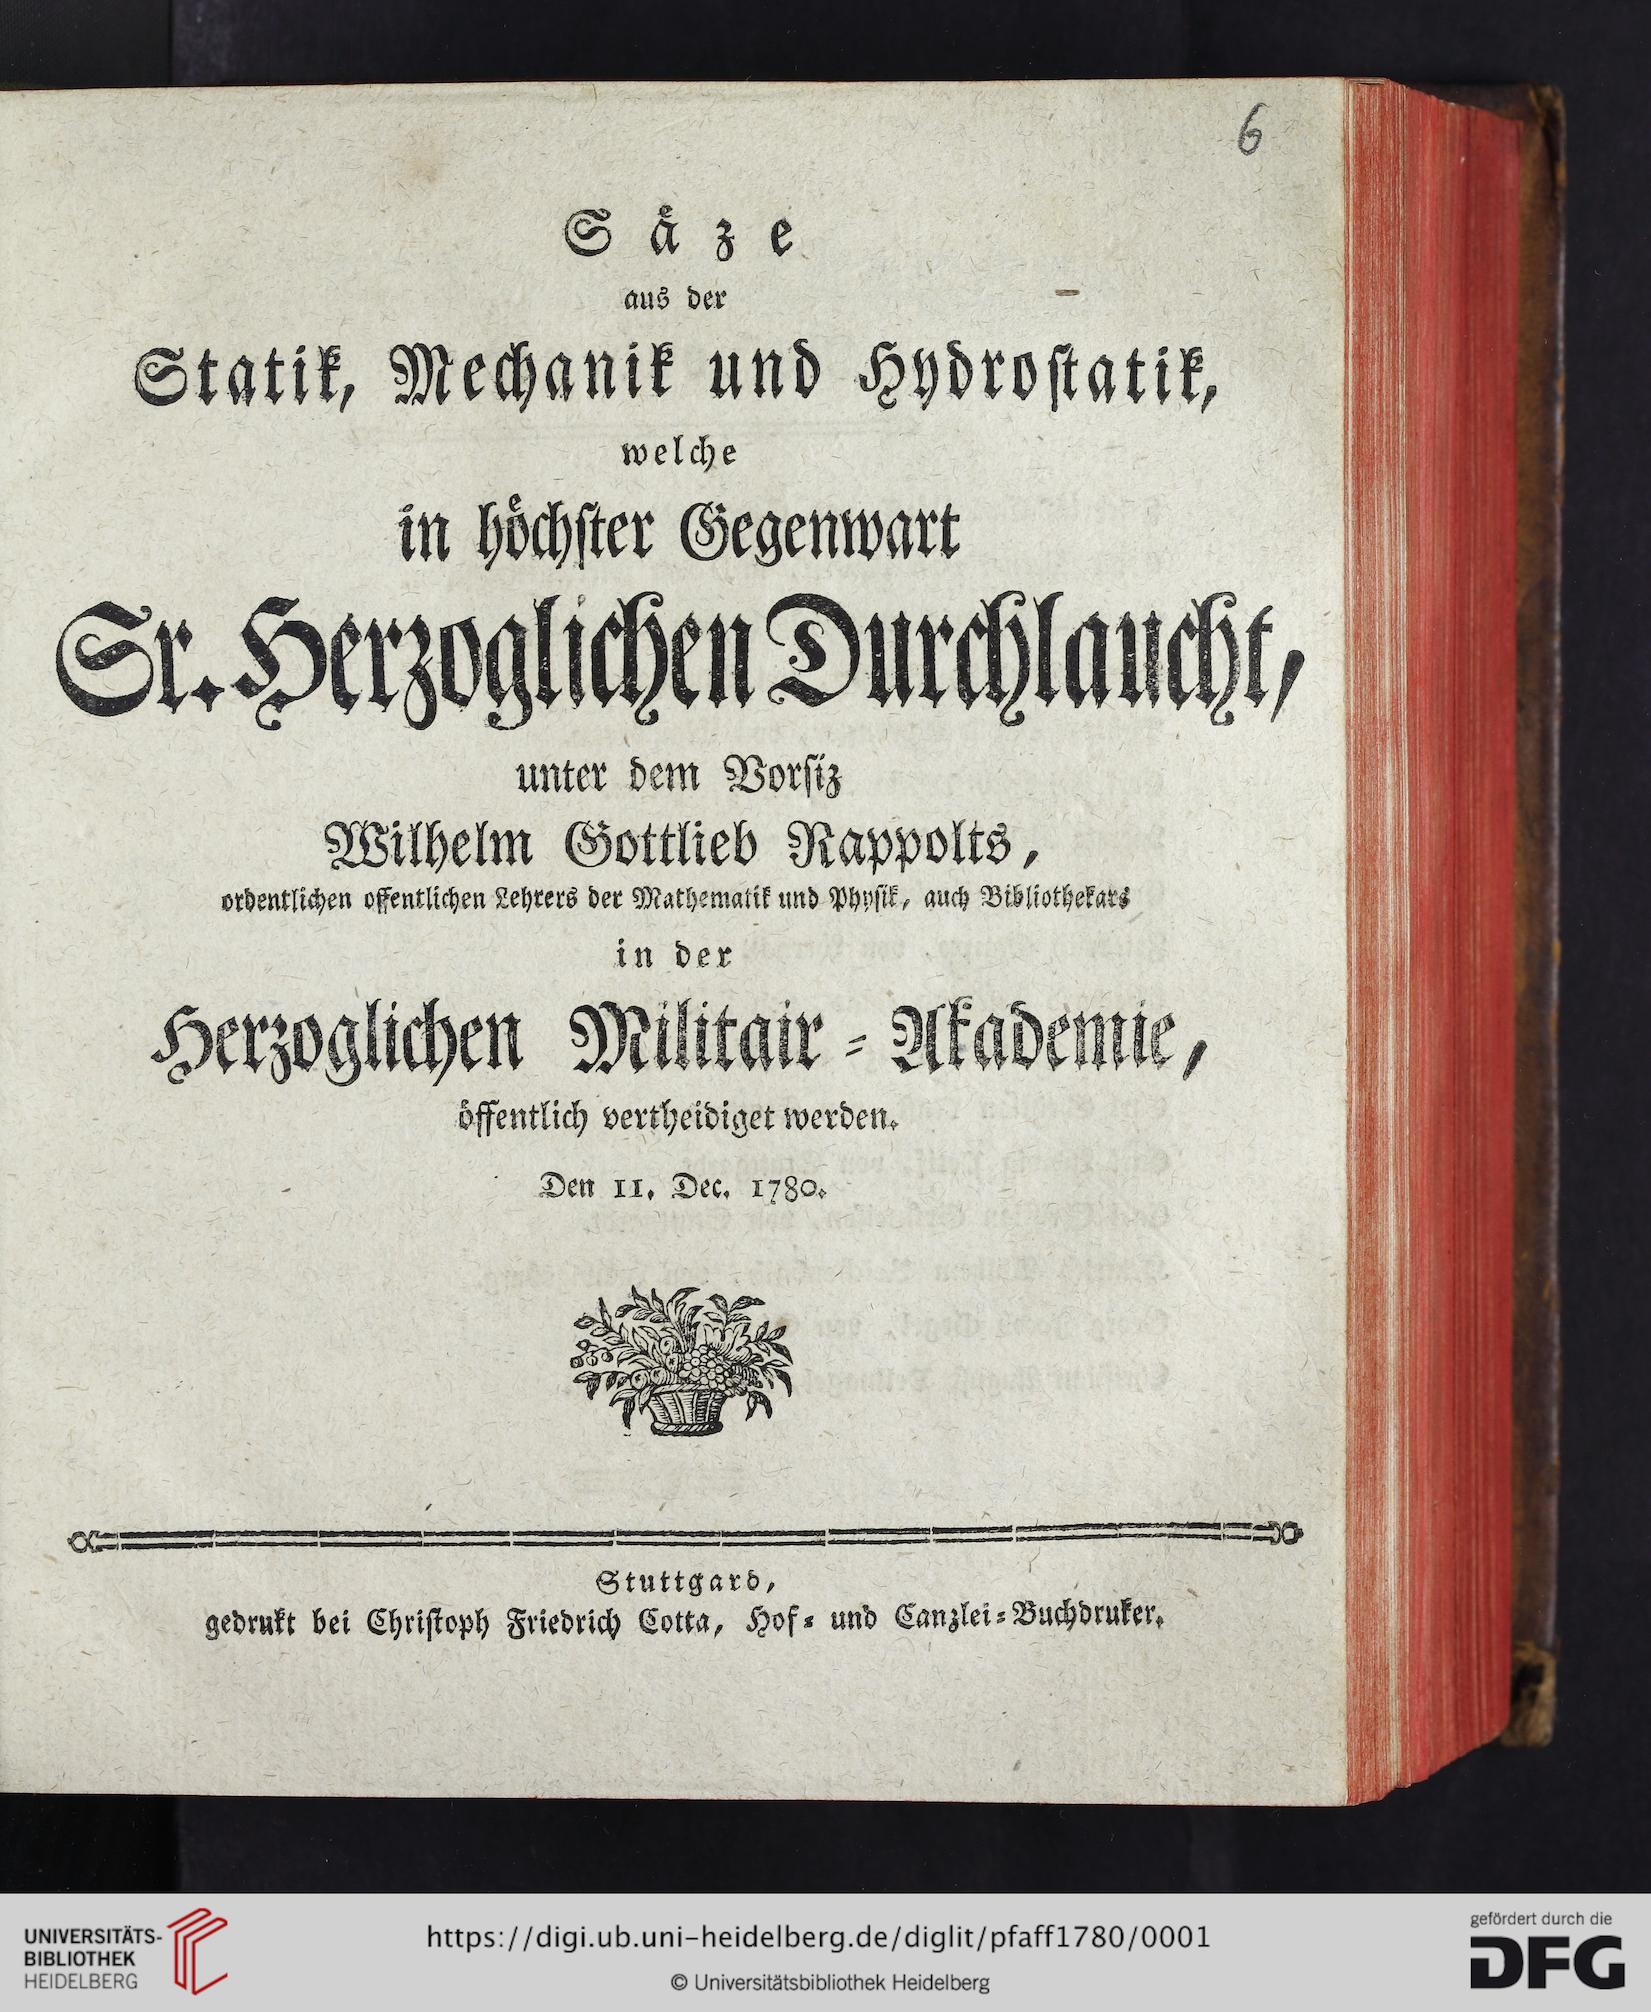 6
Säze
aus der
Statik, Mechanik und Hydroſtatik,
welche
in höchſter Gegenwart
Sr. Herzoglichen Durchlaucht,
unter dem Vorſiz
Wilhelm Gottlieb Rappolts,
ordentlichen offentlichen Lehrers der Mathematik und Phyſik, auch Bibliothekars
in der
Herzoglichen Militair-Akademie,
öffentlich vertheidiget werden.
Den 11. Dec. 1780.
Stuttgard,
gedrukt bei Chriſtoph Friedrich Cotta, Hof- und Canzlei-Buchdruker.
UNIVERSITÄTS-
BIBLIOTHEK
HEIDELBERG
https://digi.ub.uni-heidelberg.de/diglit/pfaff1780/0001
© Universitätsbibliothek Heidelberg
gefördert durch die
DFG